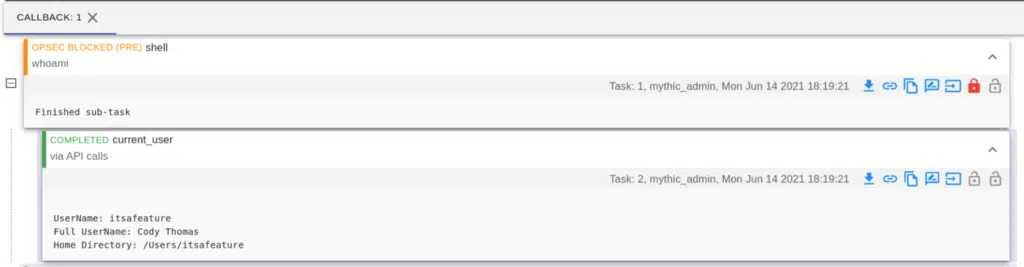 CALLBACK: 1
OPSEC BLOCKED (PRE) shell
whoami
Task: 1, mythic_admin, Mon Jun 14 2021 18:19:21
Finished sub-task
COMPLETED current_user
via API calls
Task: 2, mythic_admin, Mon Jun 14 2021 18:19:21
UserName: itsafeature
Full UserName: Cody Thomas
Home Directory: /Users/itsafeature